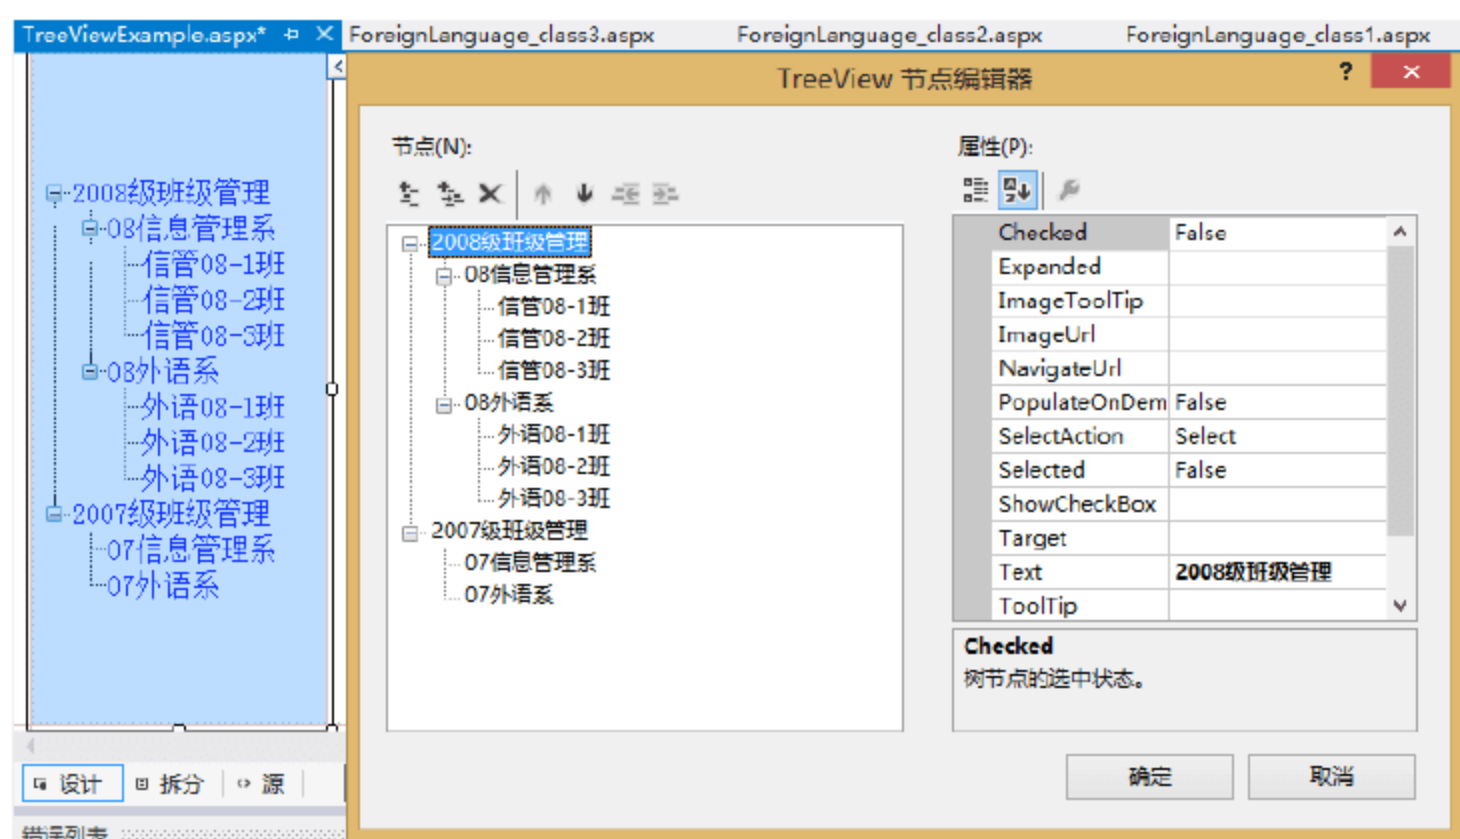 TreeViewExample.aspx*
ForeignLanguage_class3.aspx
ForeignLanguage_class2.aspx
ForeignLanguage_class1.aspx
TreeView 节点编辑器
2008级班级管理
08信息管理系
信管08-1班
信管08-2班
信管08-3班
08外语系
外语08-1班
外语08-2班
外语08-3班
2007级班级管理
07信息管理系
07外语系
设计
拆分
源
错误列表
节点(N):
2008级班级管理
08信息管理系
信管08-1班
信管08-2班
信管08-3班
08外语系
外语08-1班
外语08-2班
外语08-3班
2007级班级管理
07信息管理系
07外语系
属性(P):
Checked False
Expanded
ImageToolTip
ImageUrl
NavigateUrl
PopulateOnDem False
SelectAction Select
Selected False
ShowCheckBox
Target
Text 2008级班级管理
ToolTip
Checked
树节点的选中状态。
确定
取消